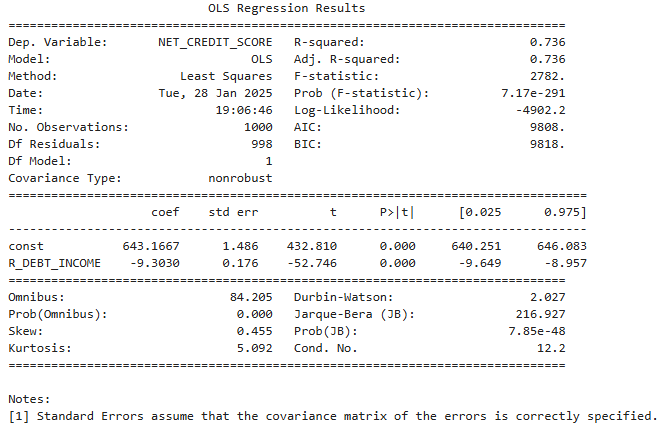 OLS Regression Results
==============================================================================
Dep. Variable:       NET_CREDIT_SCORE   R-squared:                       0.736
Model:                            OLS   Adj. R-squared:                  0.736
Method:                 Least Squares   F-statistic:                     2782.
Date:                Tue, 28 Jan 2025   Prob (F-statistic):          7.17e-291
Time:                        19:06:46   Log-Likelihood:                -4902.2
No. Observations:                1000   AIC:                             9808.
Df Residuals:                     998   BIC:                             9818.
Df Model:                           1
Covariance Type:            nonrobust
=================================================================================
                    coef    std err          t      P>|t|      [0.025      0.975]
---------------------------------------------------------------------------------
const           643.1667      1.486    432.810      0.000     640.251     646.083
R_DEBT_INCOME    -9.3030      0.176    -52.746      0.000      -9.649      -8.957
==============================================================================
Omnibus:                       84.205   Durbin-Watson:                   2.027
Prob(Omnibus):                  0.000   Jarque-Bera (JB):              216.927
Skew:                           0.455   Prob(JB):                     7.85e-48
Kurtosis:                       5.092   Cond. No.                         12.2
==============================================================================
Notes:
[1] Standard Errors assume that the covariance matrix of the errors is correctly specified.